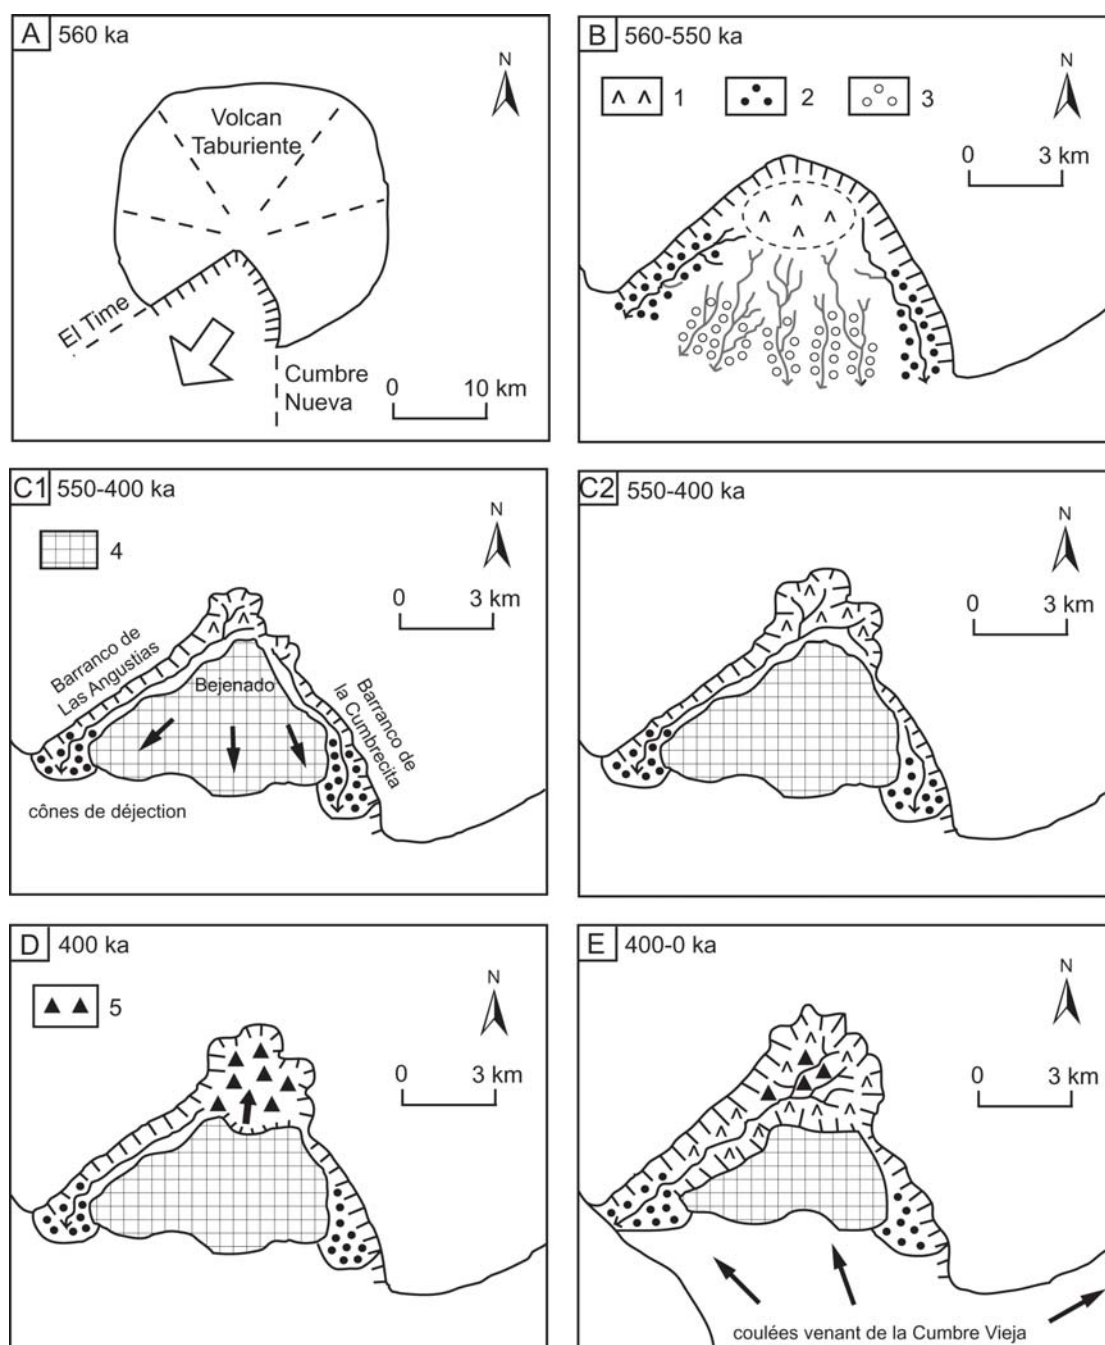 A 560 ka
N
Volcan
Taburiente
El Time
Cumbre
Nueva
0 10 km
B 560-550 ka
1 2 3
N
0 3 km
C1 550-400 ka
4
N
0 3 km
Barranco de
Las Angustias
Bejenado
Barranco de
la Cumbrecita
cônes de déjection
C2 550-400 ka
N
0 3 km
D 400 ka
5
N
0 3 km
E 400-0 ka
N
0 3 km
coulées venant de la Cumbre Vieja